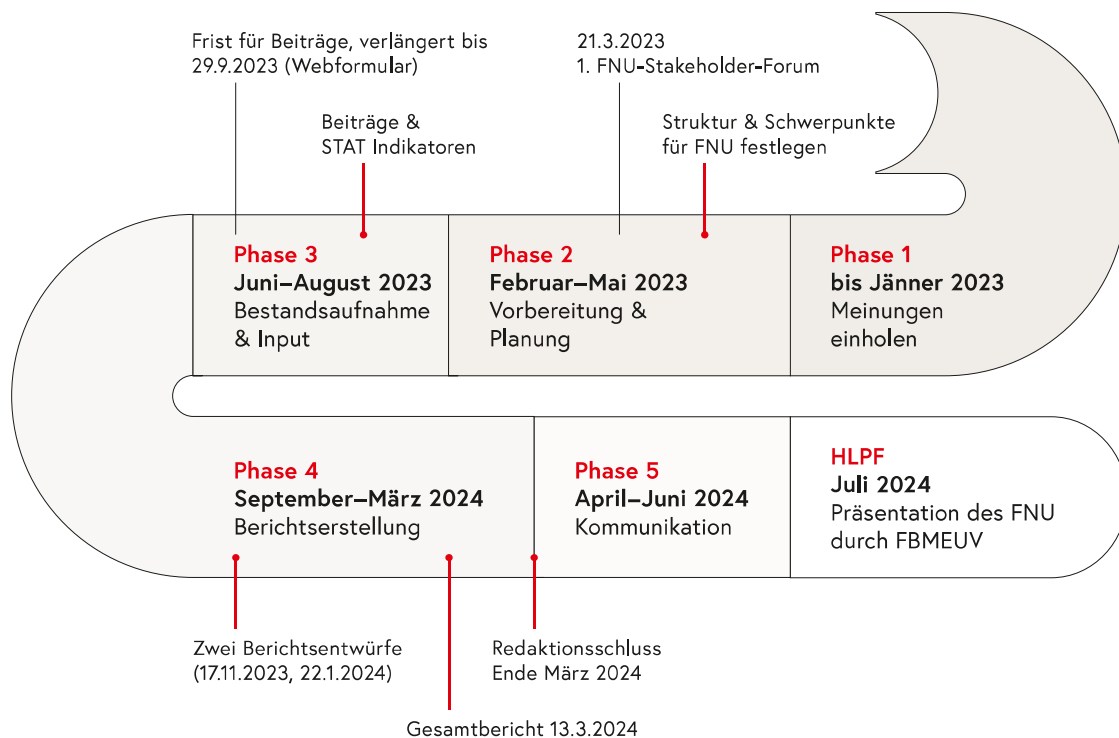 Frist für Beiträge, verlängert bis
29.9.2023 (Webformular)
21.3.2023
1. FNU-Stakeholder-Forum
Beiträge &
STAT Indikatoren
Struktur & Schwerpunkte
für FNU festlegen
Phase 3
Juni–August 2023
Bestandsaufnahme
& Input
Phase 2
Februar–Mai 2023
Vorbereitung &
Planung
Phase 1
bis Jänner 2023
Meinungen
einholen
Phase 4
September–März 2024
Berichtserstellung
Phase 5
April–Juni 2024
Kommunikation
HLPF
Juli 2024
Präsentation des FNU
durch FBMEUV
Zwei Berichtsentwürfe
(17.11.2023, 22.1.2024)
Redaktionsschluss
Ende März 2024
Gesamtbericht 13.3.2024